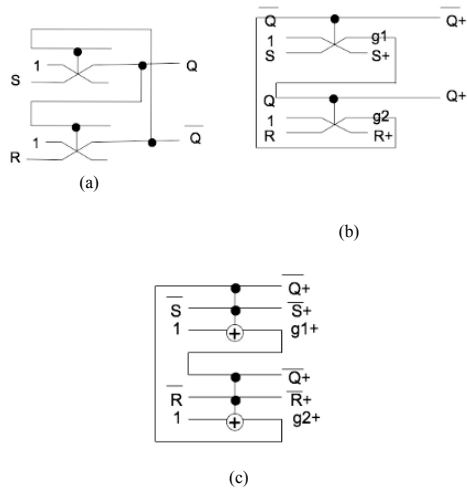 1
S
Q
1
R
Q̅
(a)
Q̅ Q̅+
1 g1
S S+
Q Q+
1 g2
R R+
(b)
Q̅+
S̅ S̅+
1 g1+
Q̅+
R̅ R̅+
1 g2+
(c)